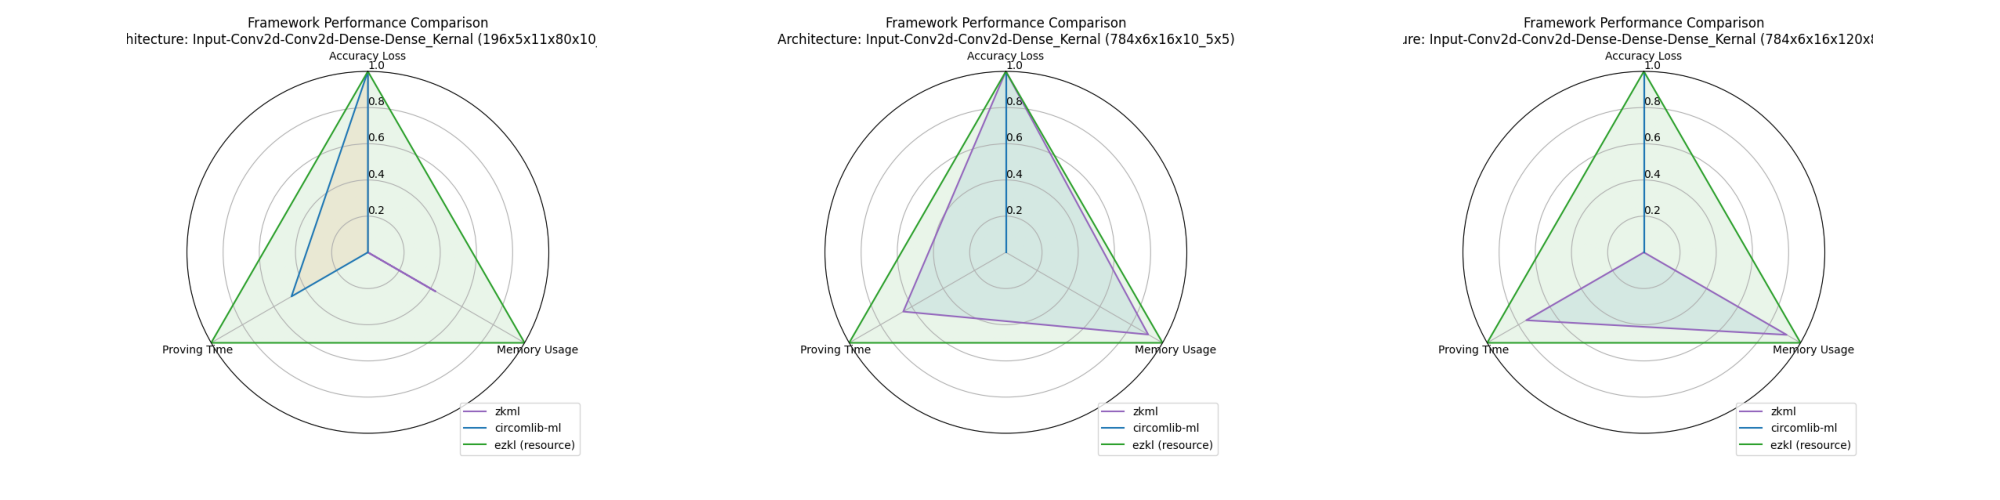 Framework Performance Comparison
hitecture: Input-Conv2d-Conv2d-Dense-Dense_Kernal (196x5x11x80x10_
Accuracy Loss
1.0
0.8
0.6
0.4
0.2
Proving Time
Memory Usage
zkml
circomlib-ml
ezkl (resource)
Framework Performance Comparison
Architecture: Input-Conv2d-Conv2d-Dense_Kernal (784x6x16x10_5x5)
Accuracy Loss
1.0
0.8
0.6
0.4
0.2
Proving Time
Memory Usage
zkml
circomlib-ml
ezkl (resource)
Framework Performance Comparison
ure: Input-Conv2d-Conv2d-Dense-Dense-Dense_Kernal (784x6x16x120x8
Accuracy Loss
1.0
0.8
0.6
0.4
0.2
Proving Time
Memory Usage
zkml
circomlib-ml
ezkl (resource)